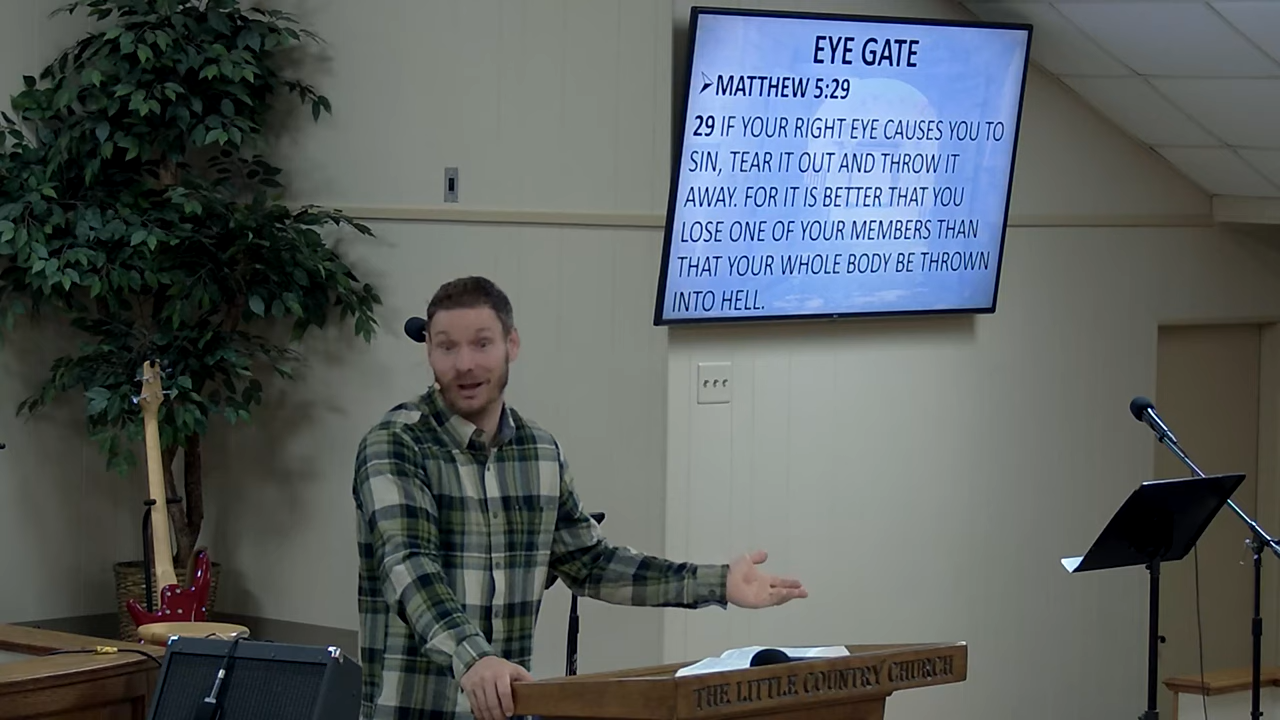 EYE GATE
➢MATTHEW 5:29
29 IF YOUR RIGHT EYE CAUSES YOU TO
SIN, TEAR IT OUT AND THROW IT
AWAY. FOR IT IS BETTER THAT YOU
LOSE ONE OF YOUR MEMBERS THAN
THAT YOUR WHOLE BODY BE THROWN
INTO HELL.
THE LITTLE COUNTRY CHURCH